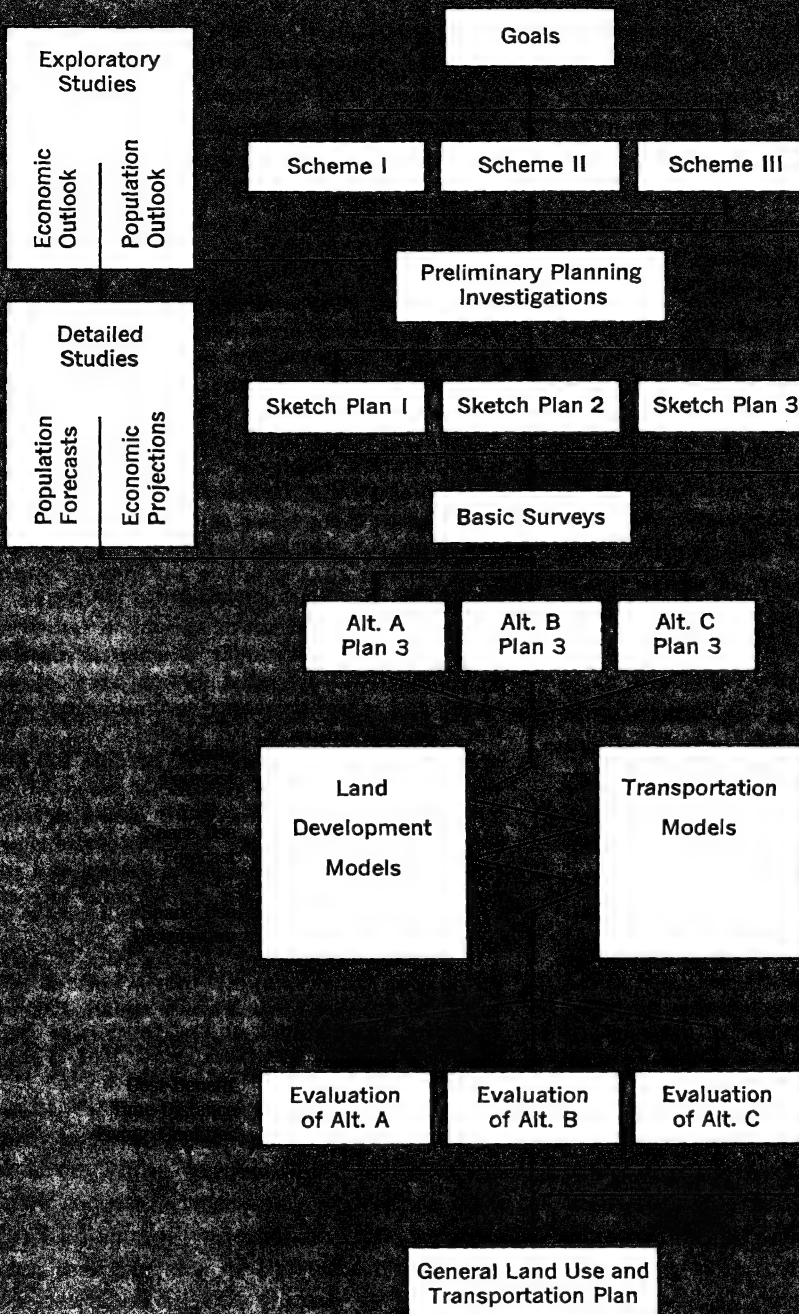 Goals
Exploratory
Studies
Economic
Outlook
Population
Outlook
Scheme I
Scheme II
Scheme III
Preliminary Planning
Investigations
Detailed
Studies
Population
Forecasts
Economic
Projections
Sketch Plan I
Sketch Plan 2
Sketch Plan 3
Basic Surveys
Alt. A
Plan 3
Alt. B
Plan 3
Alt. C
Plan 3
Land
Development
Models
Transportation
Models
Evaluation
of Alt. A
Evaluation
of Alt. B
Evaluation
of Alt. C
General Land Use and
Transportation Plan